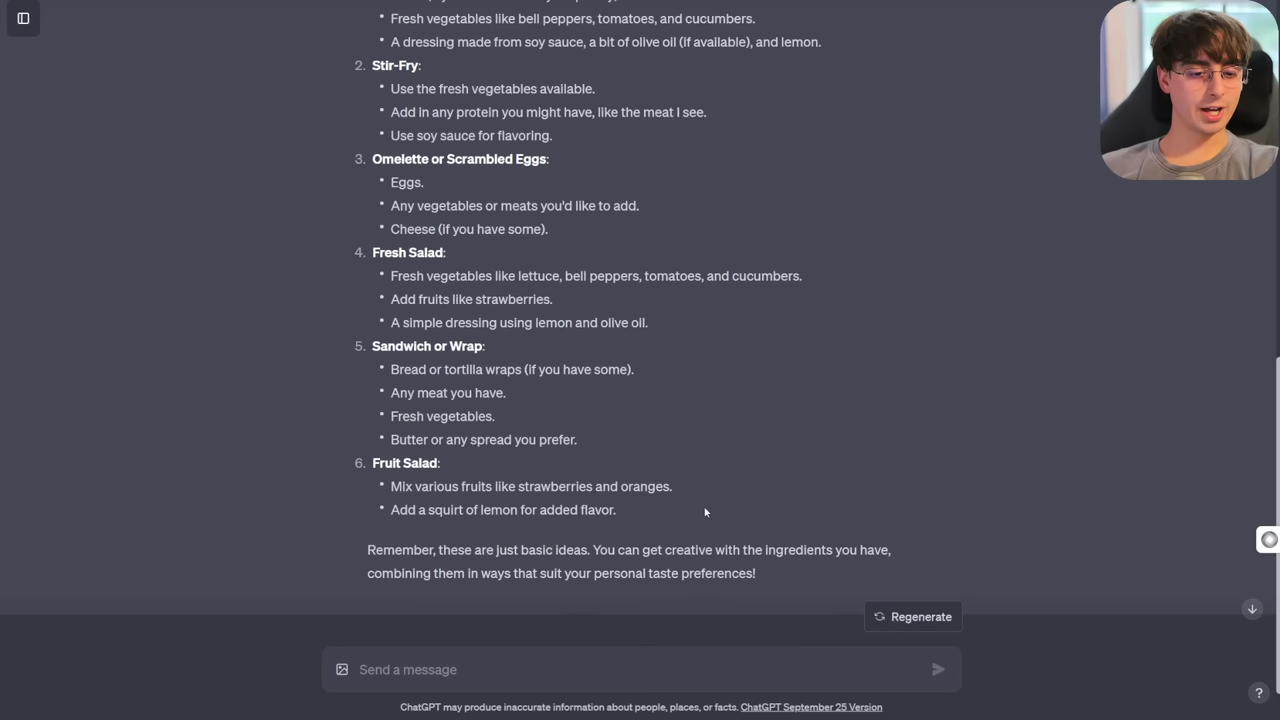 Fresh vegetables like bell peppers, tomatoes, and cucumbers.
A dressing made from soy sauce, a bit of olive oil (if available), and lemon.
2. Stir-Fry:
Use the fresh vegetables available.
Add in any protein you might have, like the meat I see.
Use soy sauce for flavoring.
3. Omelette or Scrambled Eggs:
Eggs.
Any vegetables or meats you'd like to add.
Cheese (if you have some).
4. Fresh Salad:
Fresh vegetables like lettuce, bell peppers, tomatoes, and cucumbers.
Add fruits like strawberries.
A simple dressing using lemon and olive oil.
5. Sandwich or Wrap:
Bread or tortilla wraps (if you have some).
Any meat you have.
Fresh vegetables.
Butter or any spread you prefer.
6. Fruit Salad:
Mix various fruits like strawberries and oranges.
Add a squirt of lemon for added flavor.
Remember, these are just basic ideas. You can get creative with the ingredients you have,
combining them in ways that suit your personal taste preferences!
Regenerate
Send a message
ChatGPT may produce inaccurate information about people, places, or facts. ChatGPT September 25 Version
?